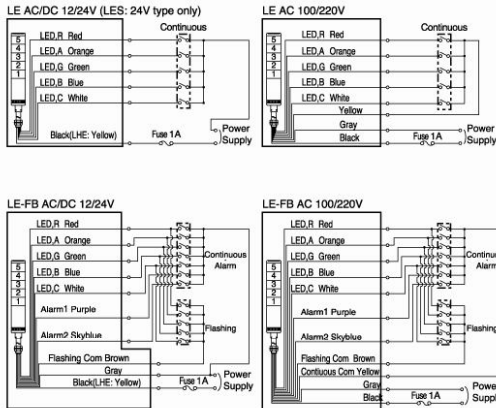 LE AC/DC 12/24V (LES: 24V type only)
Continuous
5
4
3
2
1
LED,R Red
LED,A Orange
LED,G Green
LED,B Blue
LED,C White
Black(LHE: Yellow)
Fuse 1A
Power
Supply
LE AC 100/220V
Continuous
5
4
3
2
1
LED,R Red
LED,A Orange
LED,G Green
LED,B Blue
LED,C White
Yellow
Gray
Black
Fuse 1A
Power
Supply
LE-FB AC/DC 12/24V
5
4
3
2
1
LED,R Red
LED,A Orange
LED,G Green
LED,B Blue
LED,C White
Alarm1 Purple
Alarm2 Skyblue
Flashing Com Brown
Gray
Black(LHE: Yellow)
Continuous
Alarm
Flashing
Fuse 1A
Power
Supply
LE-FB AC 100/220V
5
4
3
2
1
LED,R Red
LED,A Orange
LED,G Green
LED,B Blue
LED,C White
Alarm1 Purple
Alarm2 Skyblue
Flashing Com Brown
Contiuous Com Yellow
Gray
Black
Continuou
Alarm
Flashing
Fuse 1A
Power
Supply